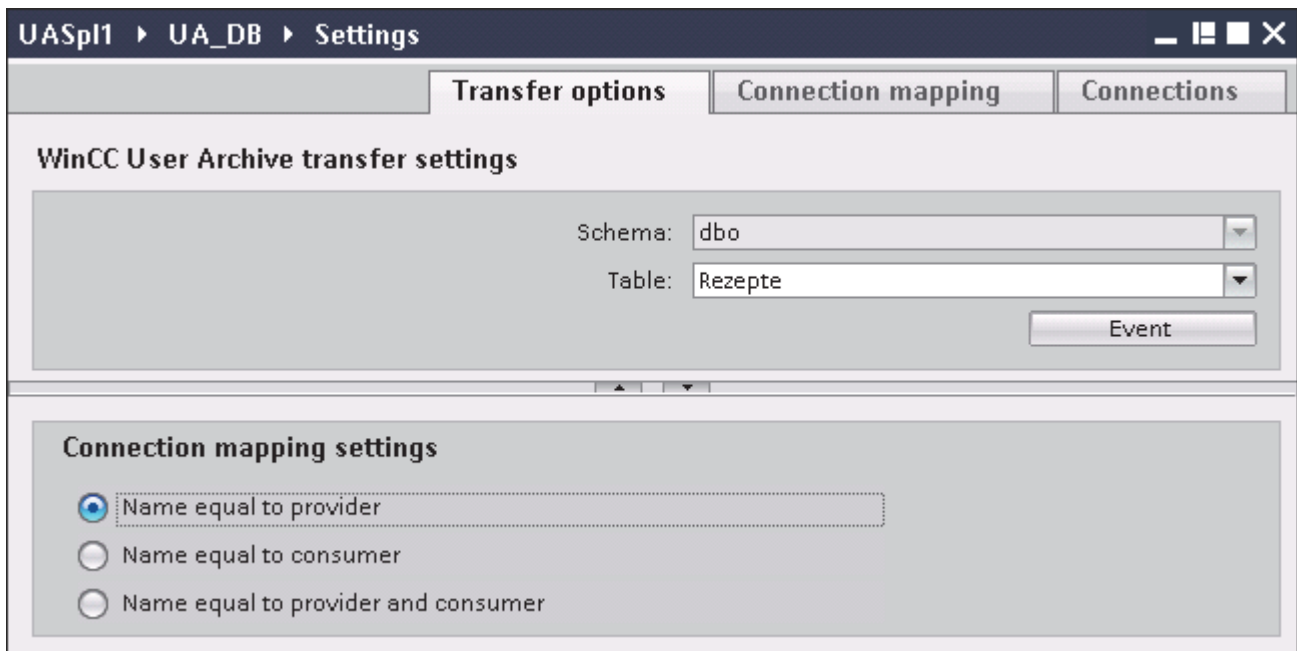 UASpl1 ▸ UA_DB ▸ Settings
Transfer options Connection mapping Connections
WinCC User Archive transfer settings
Schema: dbo
Table: Rezepte
Event
Connection mapping settings
Name equal to provider
Name equal to consumer
Name equal to provider and consumer